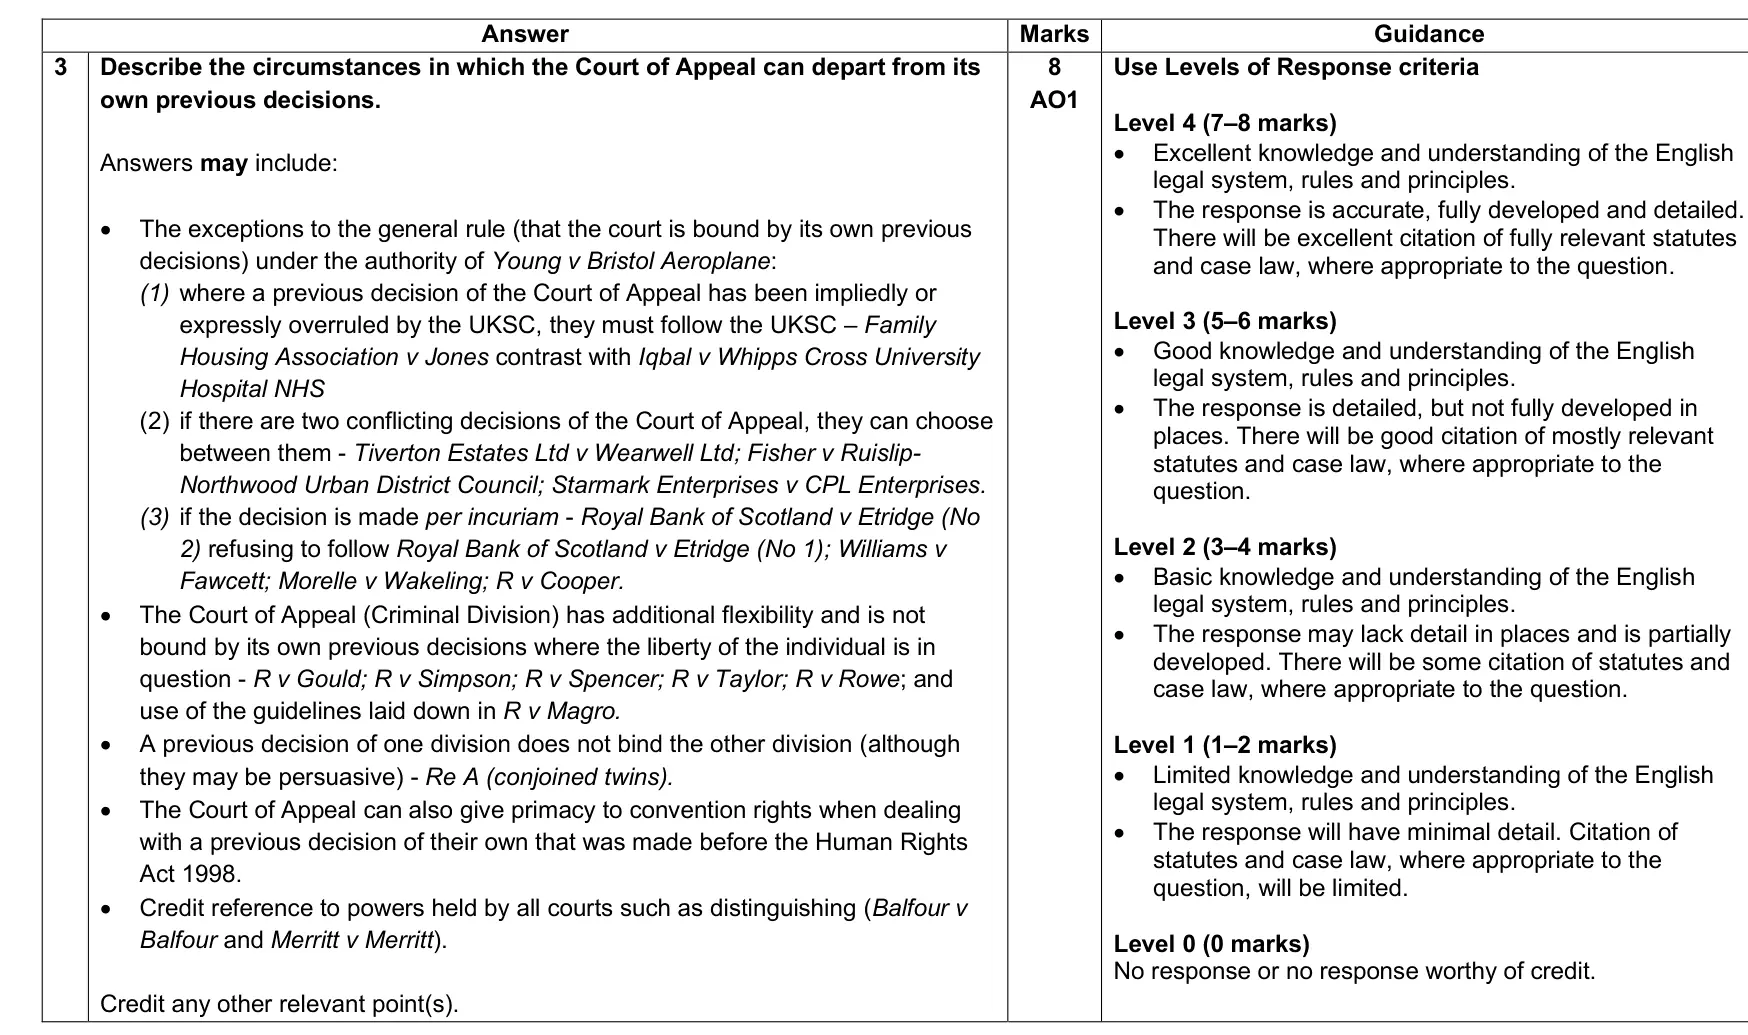 Answer Marks Guidance
3 Describe the circumstances in which the Court of Appeal can depart from its
own previous decisions.
Answers may include:
• The exceptions to the general rule (that the court is bound by its own previous
decisions) under the authority of Young v Bristol Aeroplane:
(1) where a previous decision of the Court of Appeal has been impliedly or
expressly overruled by the UKSC, they must follow the UKSC – Family
Housing Association v Jones contrast with Iqbal v Whipps Cross University
Hospital NHS
(2) if there are two conflicting decisions of the Court of Appeal, they can choose
between them - Tiverton Estates Ltd v Wearwell Ltd; Fisher v Ruislip-
Northwood Urban District Council; Starmark Enterprises v CPL Enterprises.
(3) if the decision is made per incuriam - Royal Bank of Scotland v Etridge (No
2) refusing to follow Royal Bank of Scotland v Etridge (No 1); Williams v
Fawcett; Morelle v Wakeling; R v Cooper.
• The Court of Appeal (Criminal Division) has additional flexibility and is not
bound by its own previous decisions where the liberty of the individual is in
question - R v Gould; R v Simpson; R v Spencer; R v Taylor; R v Rowe; and
use of the guidelines laid down in R v Magro.
• A previous decision of one division does not bind the other division (although
they may be persuasive) - Re A (conjoined twins).
• The Court of Appeal can also give primacy to convention rights when dealing
with a previous decision of their own that was made before the Human Rights
Act 1998.
• Credit reference to powers held by all courts such as distinguishing (Balfour v
Balfour and Merritt v Merritt).
Credit any other relevant point(s).
8
AO1
Use Levels of Response criteria
Level 4 (7–8 marks)
• Excellent knowledge and understanding of the English
legal system, rules and principles.
• The response is accurate, fully developed and detailed.
There will be excellent citation of fully relevant statutes
and case law, where appropriate to the question.
Level 3 (5–6 marks)
• Good knowledge and understanding of the English
legal system, rules and principles.
• The response is detailed, but not fully developed in
places. There will be good citation of mostly relevant
statutes and case law, where appropriate to the
question.
Level 2 (3–4 marks)
• Basic knowledge and understanding of the English
legal system, rules and principles.
• The response may lack detail in places and is partially
developed. There will be some citation of statutes and
case law, where appropriate to the question.
Level 1 (1–2 marks)
• Limited knowledge and understanding of the English
legal system, rules and principles.
• The response will have minimal detail. Citation of
statutes and case law, where appropriate to the
question, will be limited.
Level 0 (0 marks)
No response or no response worthy of credit.